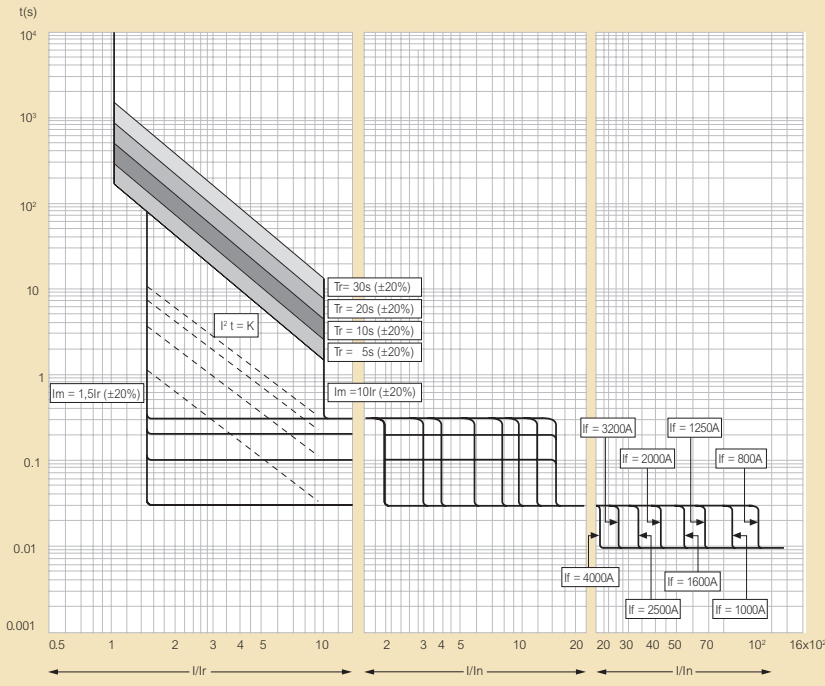 t(s)
10⁴
10³
10²
10
1
0.1
0.01
0.001
Tr= 30s (±20%)
Tr = 20s (±20%)
Tr = 10s (±20%)
Tr = 5s (±20%)
I² t = K
Im = 1,5Ir (±20%)
Im =10Ir (±20%)
If = 3200A
If = 1250A
If = 2000A
If = 800A
If = 4000A
If = 1600A
If = 2500A
If = 1000A
0.5 1 2 3 4 5 10
2 3 4 5 10 20
20 30 40 50 70 10² 16x10²
I/Ir
I/In
I/In